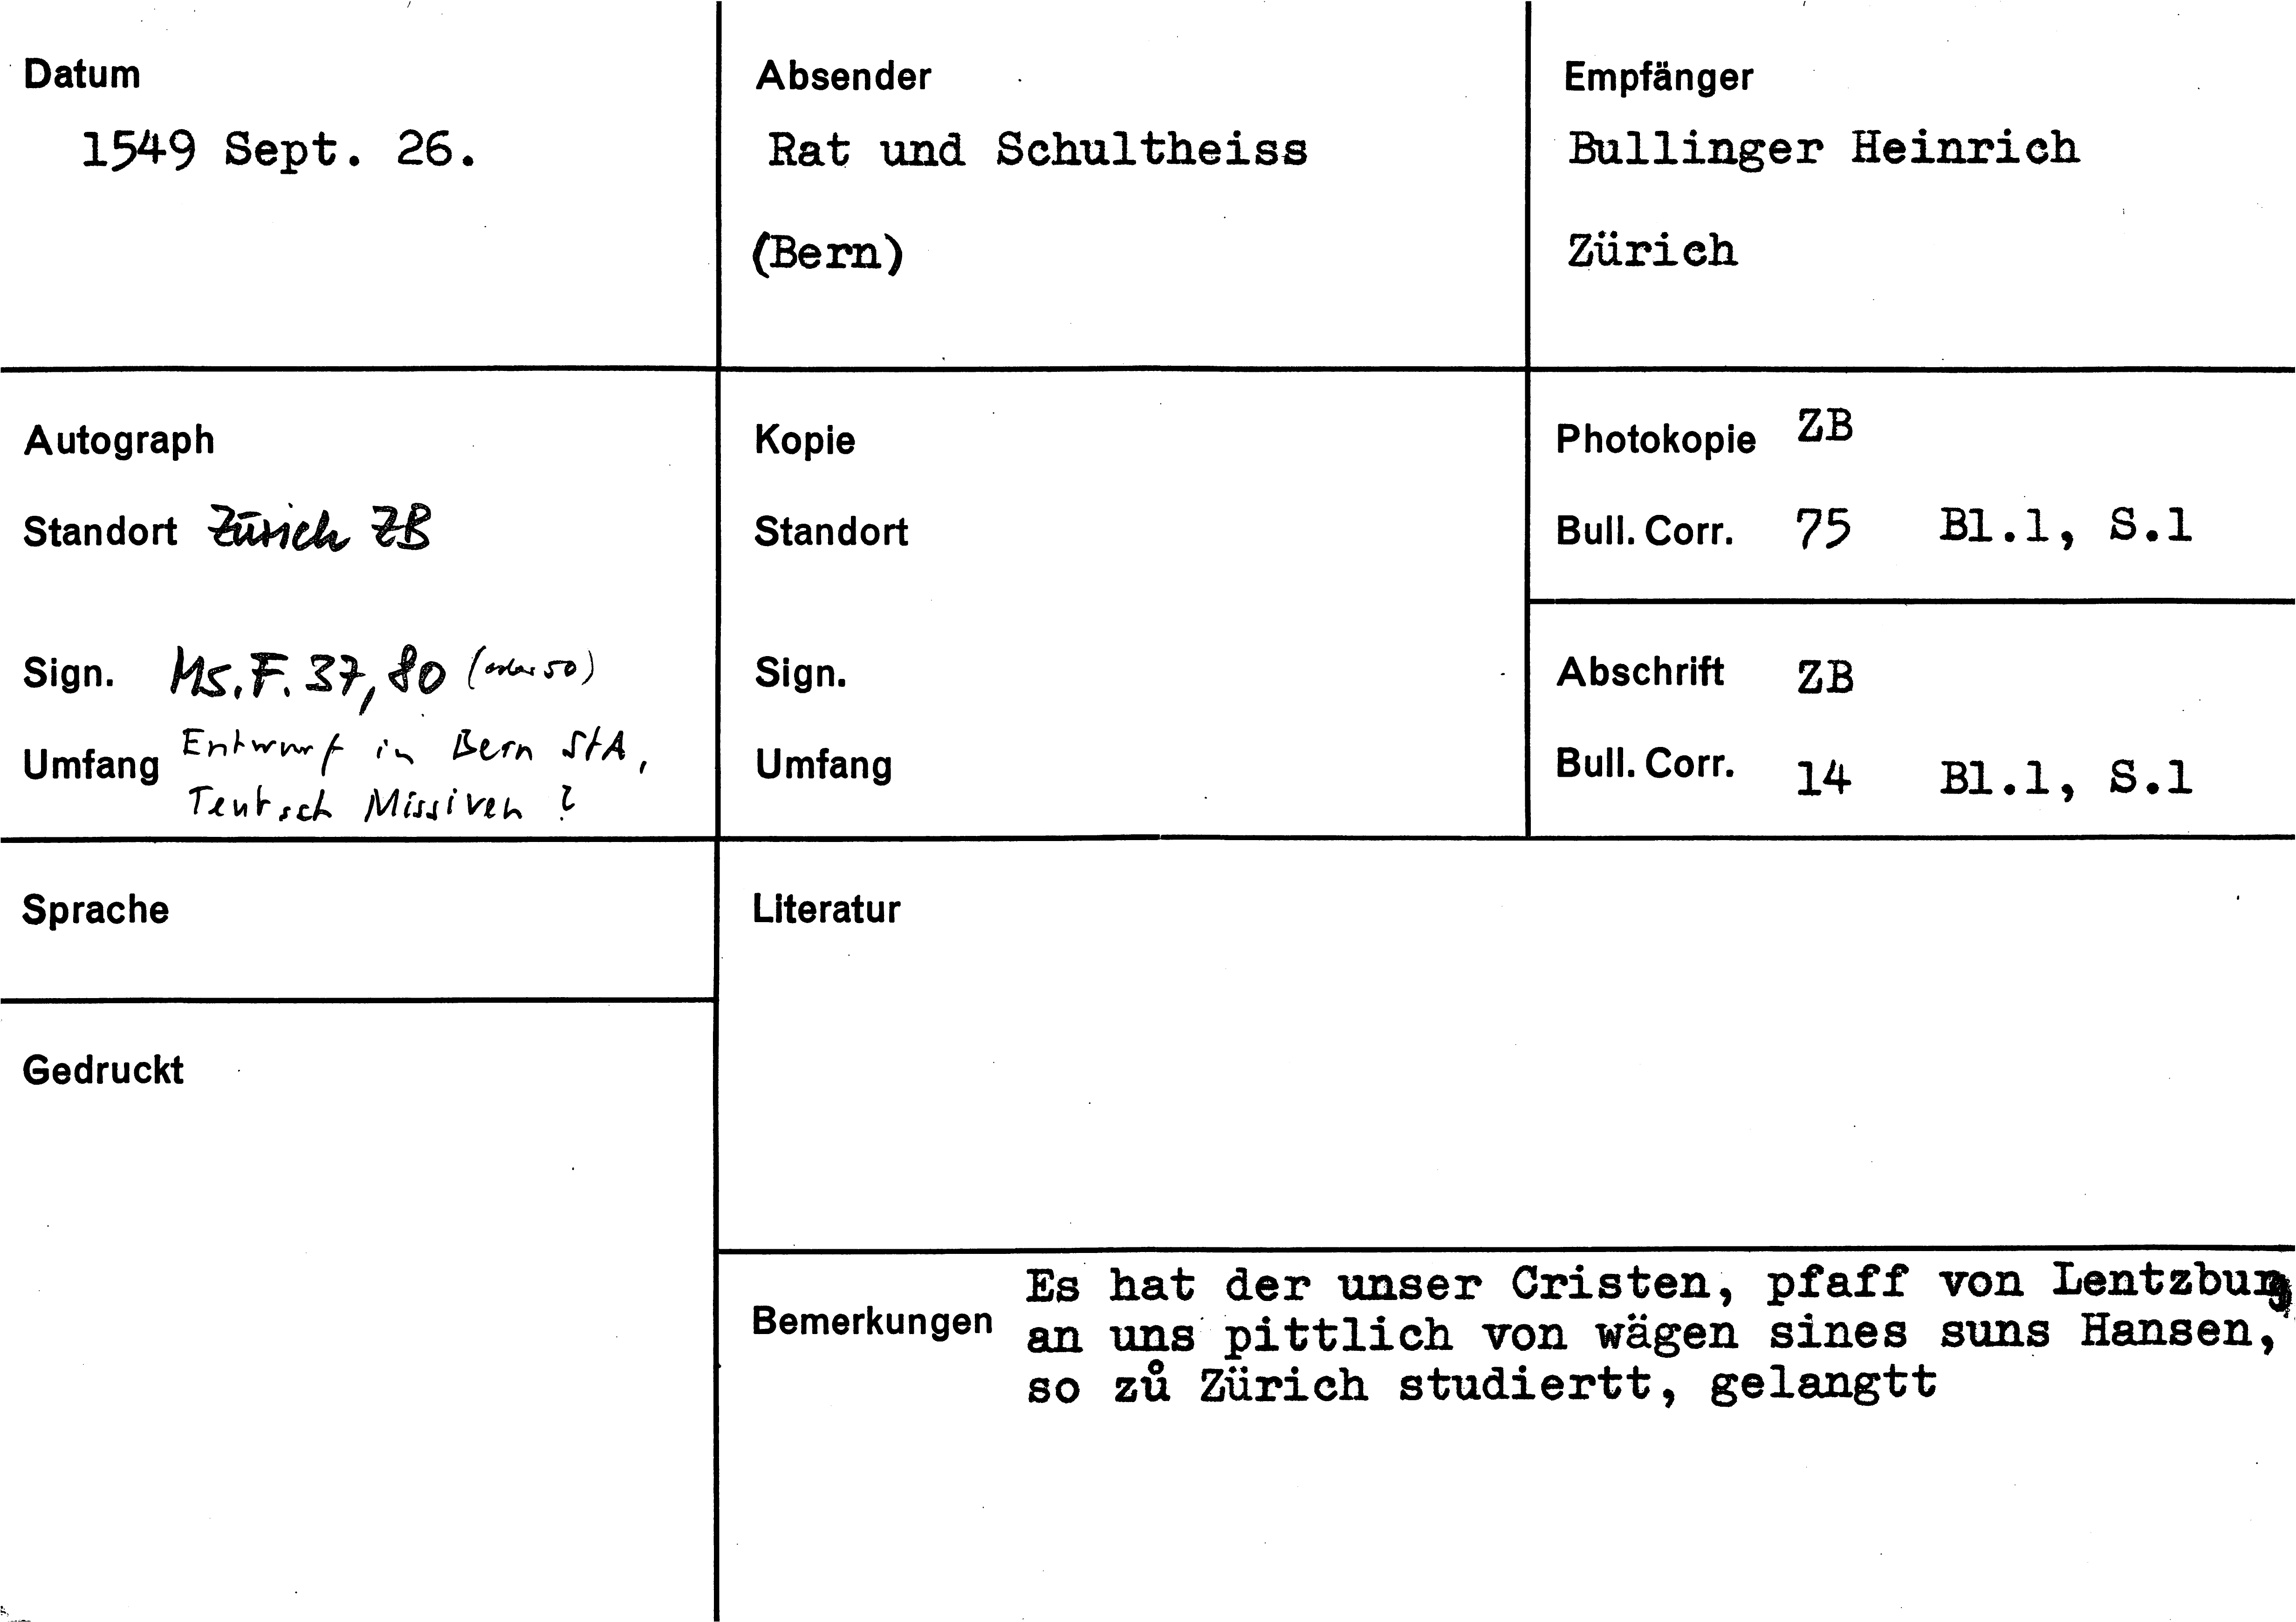 Datum
1549 Sept. 26.
Absender
Rat und Schultheiss
(Bern)
Empfänger
Bullinger Heinrich
Zürich
Autograph
Standort Zürich ZB
Sign. Ms. F. 37, 80 (oder 50)
Umfang Entwurf in Bern StA,
Teutsch Missiven ?
Kopie
Standort
Sign.
Umfang
Photokopie ZB
Bull. Corr. 75 Bl.1, S.1
Abschrift ZB
Bull. Corr. 14 Bl.1, S.1
Sprache
Literatur
Gedruckt
Bemerkungen
Es hat der unser Cristen, pfaff von Lentzburg
an uns pittlich von wägen sines suns Hansen,
so zů Zürich studiertt, gelangtt